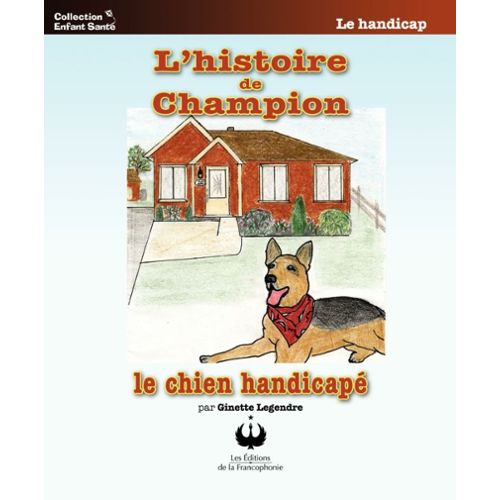 Collection
Enfant Santé
Le handicap
L'histoire
de
Champion
le chien handicapé
par Ginette Legendre
Les Éditions
de la Francophonie